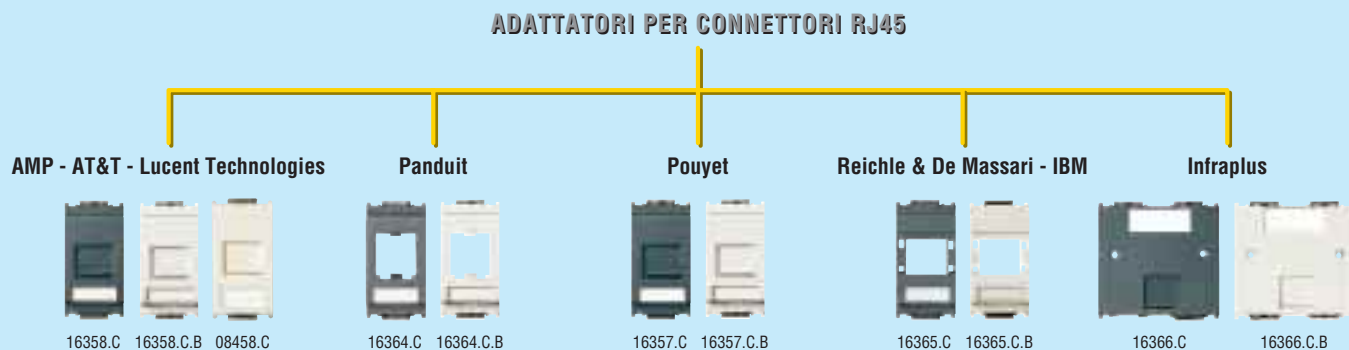 ADATTATORI PER CONNETTORI RJ45
AMP - AT&T - Lucent Technologies
Panduit
Pouyet
Reichle & De Massari - IBM
Infraplus
16358.C 16358.C.B 08458.C
16364.C 16364.C.B
16357.C 16357.C.B
16365.C 16365.C.B
16366.C 16366.C.B